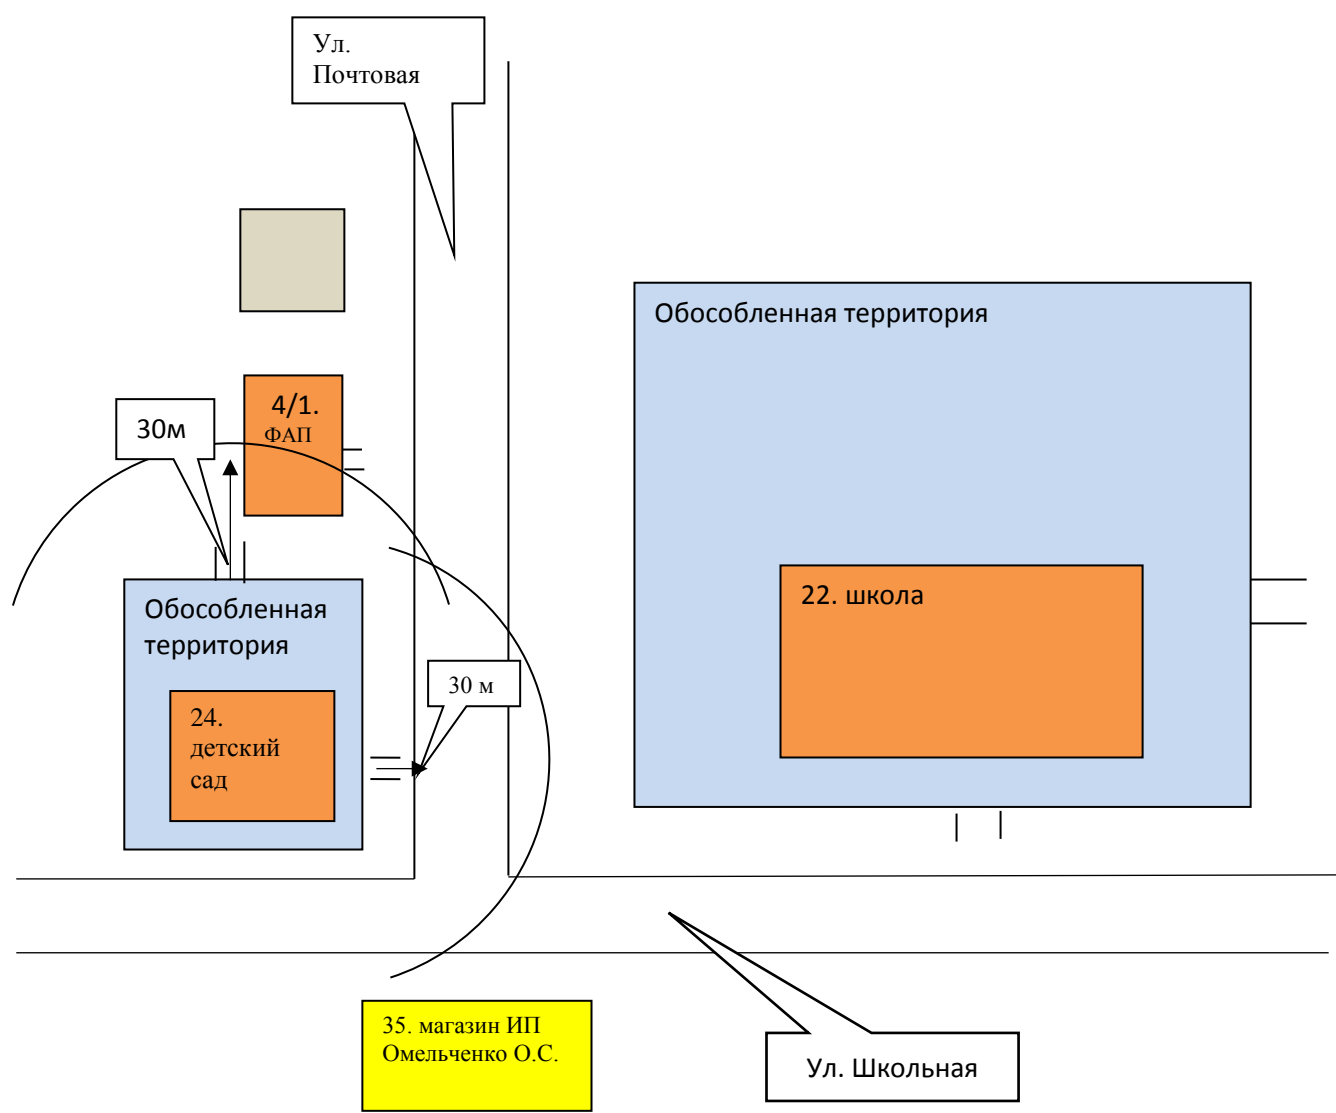 Ул.
Почтовая
Обособленная территория
4/1.
ФАП
30м
22. школа
Обособленная
территория
30 м
24.
детский
сад
35. магазин ИП
Омельченко О.С.
Ул. Школьная